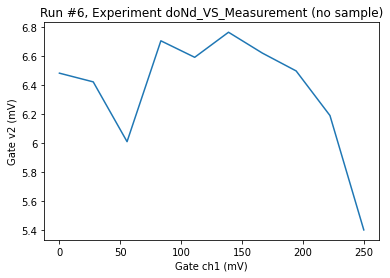 Run #6, Experiment doNd_VS_Measurement (no sample)
6.8
6.6
6.4
6.2
6
5.8
5.6
5.4
Gate v2 (mV)
0 50 100 150 200 250
Gate ch1 (mV)